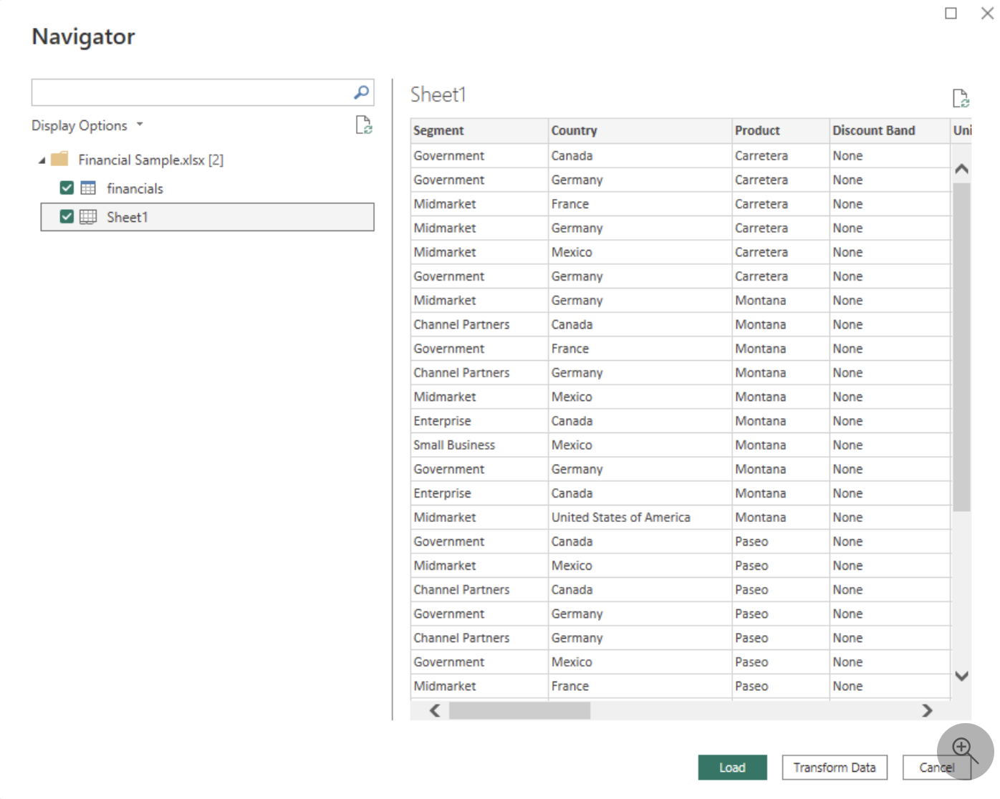 Navigator
Display Options
Financial Sample.xlsx [2]
financials
Sheet1
Sheet1
Segment Country Product Discount Band Uni
Government Canada Carretera None
Government Germany Carretera None
Midmarket France Carretera None
Midmarket Germany Carretera None
Midmarket Mexico Carretera None
Government Germany Carretera None
Midmarket Germany Montana None
Channel Partners Canada Montana None
Government France Montana None
Channel Partners Germany Montana None
Midmarket Mexico Montana None
Enterprise Canada Montana None
Small Business Mexico Montana None
Government Germany Montana None
Enterprise Canada Montana None
Midmarket United States of America Montana None
Government Canada Paseo None
Midmarket Mexico Paseo None
Channel Partners Canada Paseo None
Government Germany Paseo None
Channel Partners Germany Paseo None
Government Mexico Paseo None
Midmarket France Paseo None
Load Transform Data Cancel